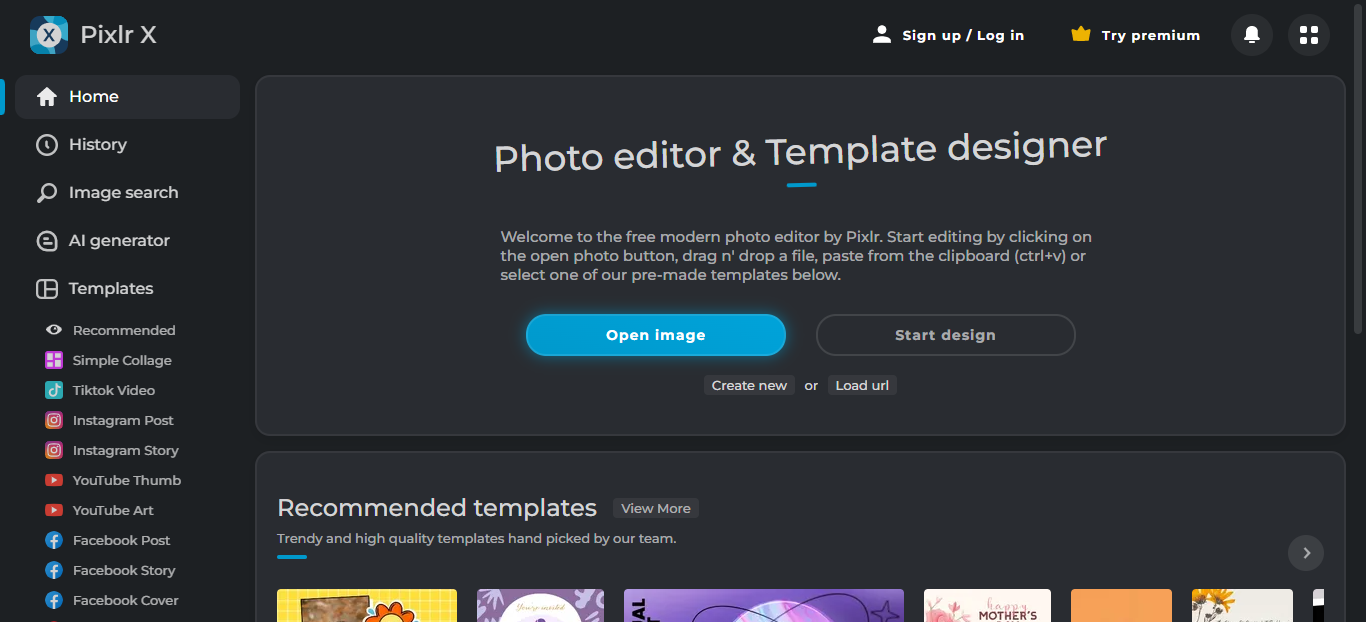 X Pixlr X
Sign up / Log in
Try premium
Home
History
Image search
AI generator
Templates
Recommended
Simple Collage
Tiktok Video
Instagram Post
Instagram Story
YouTube Thumb
YouTube Art
Facebook Post
Facebook Story
Facebook Cover
Photo editor & Template designer
Welcome to the free modern photo editor by Pixlr. Start editing by clicking on
the open photo button, drag n' drop a file, paste from the clipboard (ctrl+v) or
select one of our pre-made templates below.
Open image
Start design
Create new or Load url
Recommended templates
View More
Trendy and high quality templates hand picked by our team.
You're invited
happy
MOTHER'S